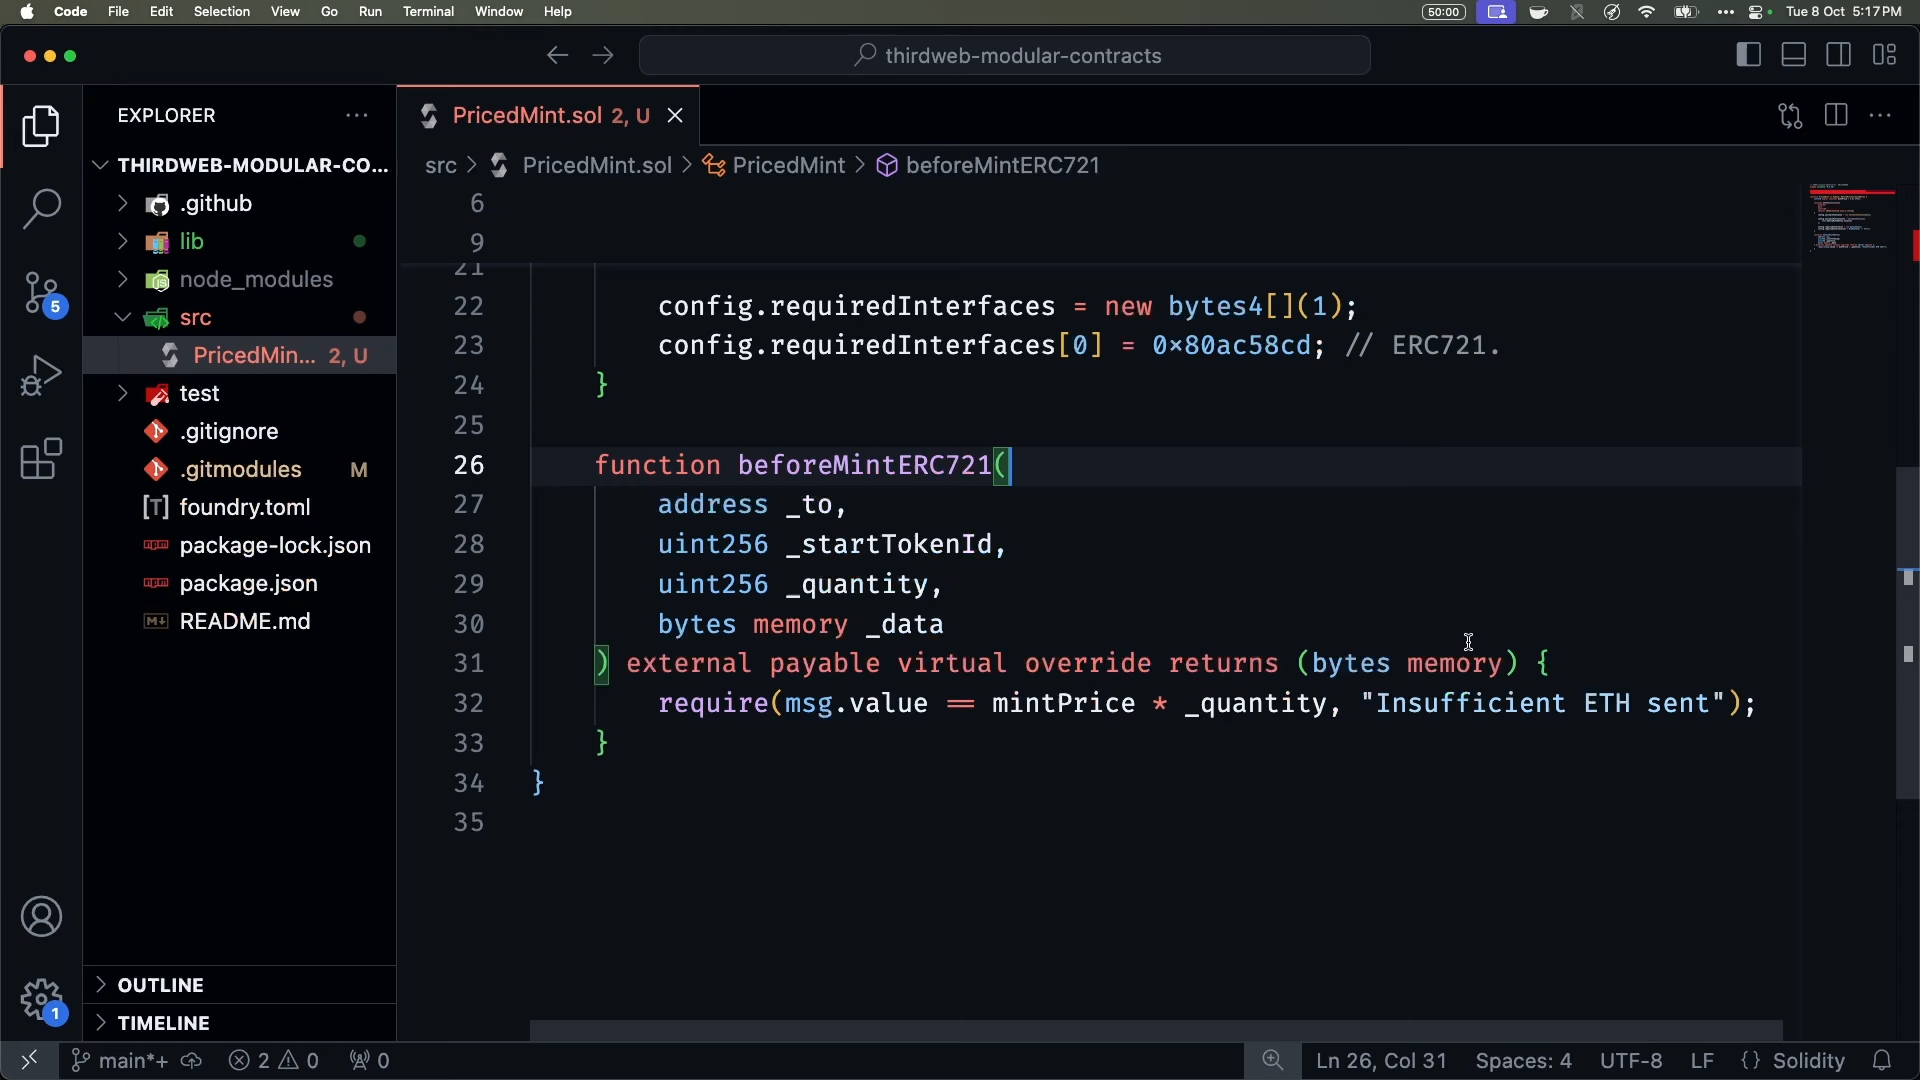 Code File Edit Selection View Go Run Terminal Window Help 50:00 Tue 8 Oct 5:17PM
thirdweb-modular-contracts
EXPLORER
PricedMint.sol 2, U
THIRDWEB-MODULAR-CO...
src > PricedMint.sol > PricedMint > beforeMintERC721
.github
lib
node_modules
src
PricedMin... 2, U
test
.gitignore
.gitmodules M
foundry.toml
package-lock.json
package.json
README.md
6
9
21
22 config.requiredInterfaces = new bytes4[](1);
23 config.requiredInterfaces[0] = 0x80ac58cd; // ERC721.
24 }
25
26 function beforeMintERC721(
27 address _to,
28 uint256 _startTokenId,
29 uint256 _quantity,
30 bytes memory _data
31 ) external payable virtual override returns (bytes memory) {
32 require(msg.value == mintPrice * _quantity, "Insufficient ETH sent");
33 }
34 }
35
5
1
OUTLINE
TIMELINE
main*+ 2 0 0 Ln 26, Col 31 Spaces: 4 UTF-8 LF {} Solidity